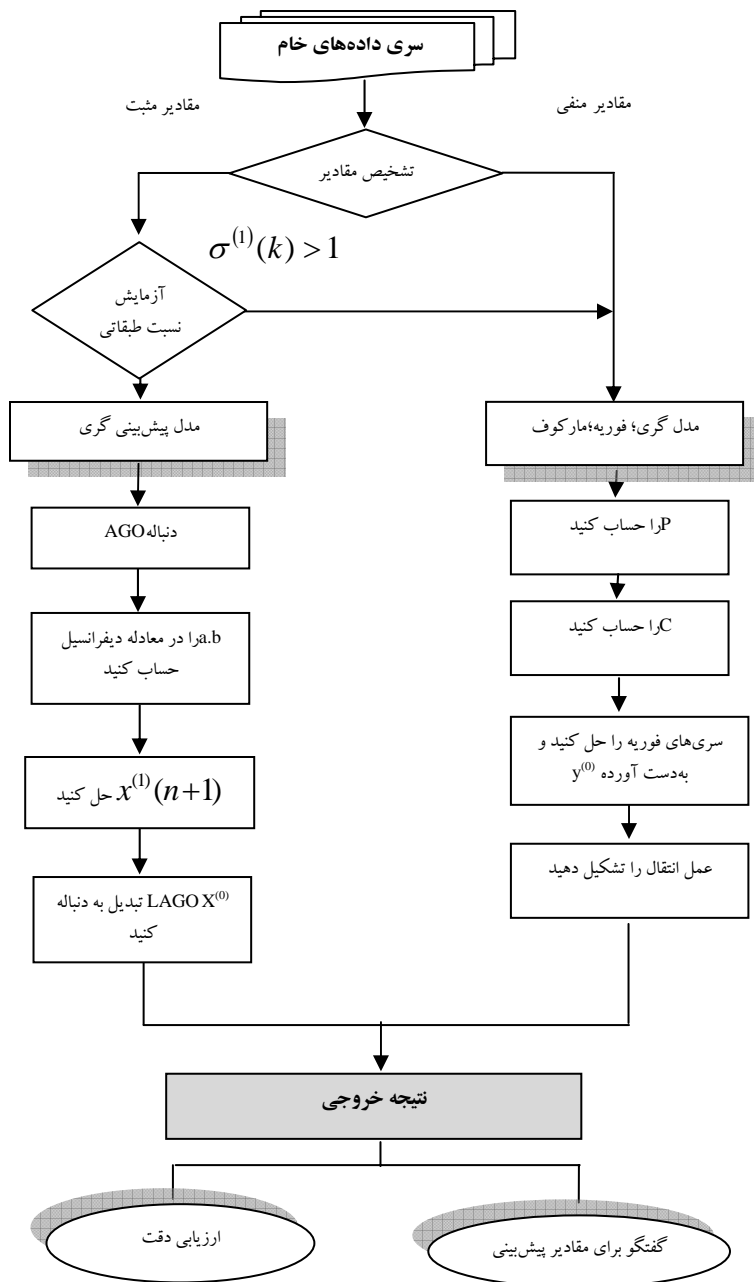 سری داده‌های خام
مقادیر منفی
مقادیر مثبت
تشخیص مقادیر
σ⁽¹⁾(k) > 1
آزمایش
نسبت طبقاتی
مدل گری؛ فوریه؛مارکوف
مدل پیش‌بینی گری
Pرا حساب کنید
دنباله AGO
Cرا حساب کنید
a.bرا در معادله دیفرانسیل
حساب کنید
سری‌های فوریه را حل کنید و
به‌دست آورده y⁽⁰⁾
x⁽¹⁾(n+1) حل کنید
عمل انتقال را تشکیل دهید
LAGO X⁽⁰⁾ تبدیل به دنباله
کنید
نتیجه خروجی
گفتگو برای مقادیر پیش‌بینی
ارزیابی دقت